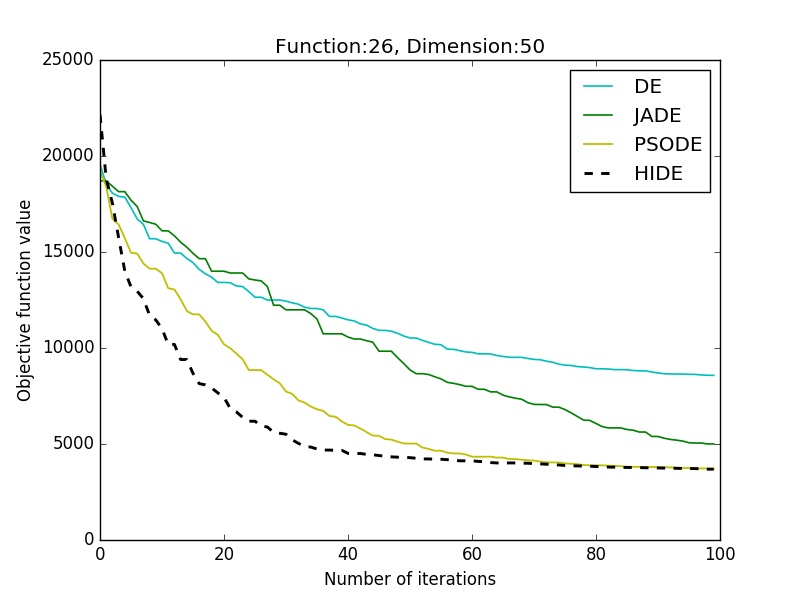 Function:26, Dimension:50
25000
20000
15000
10000
5000
0
Objective function value
DE
JADE
PSODE
HIDE
0 20 40 60 80 100
Number of iterations